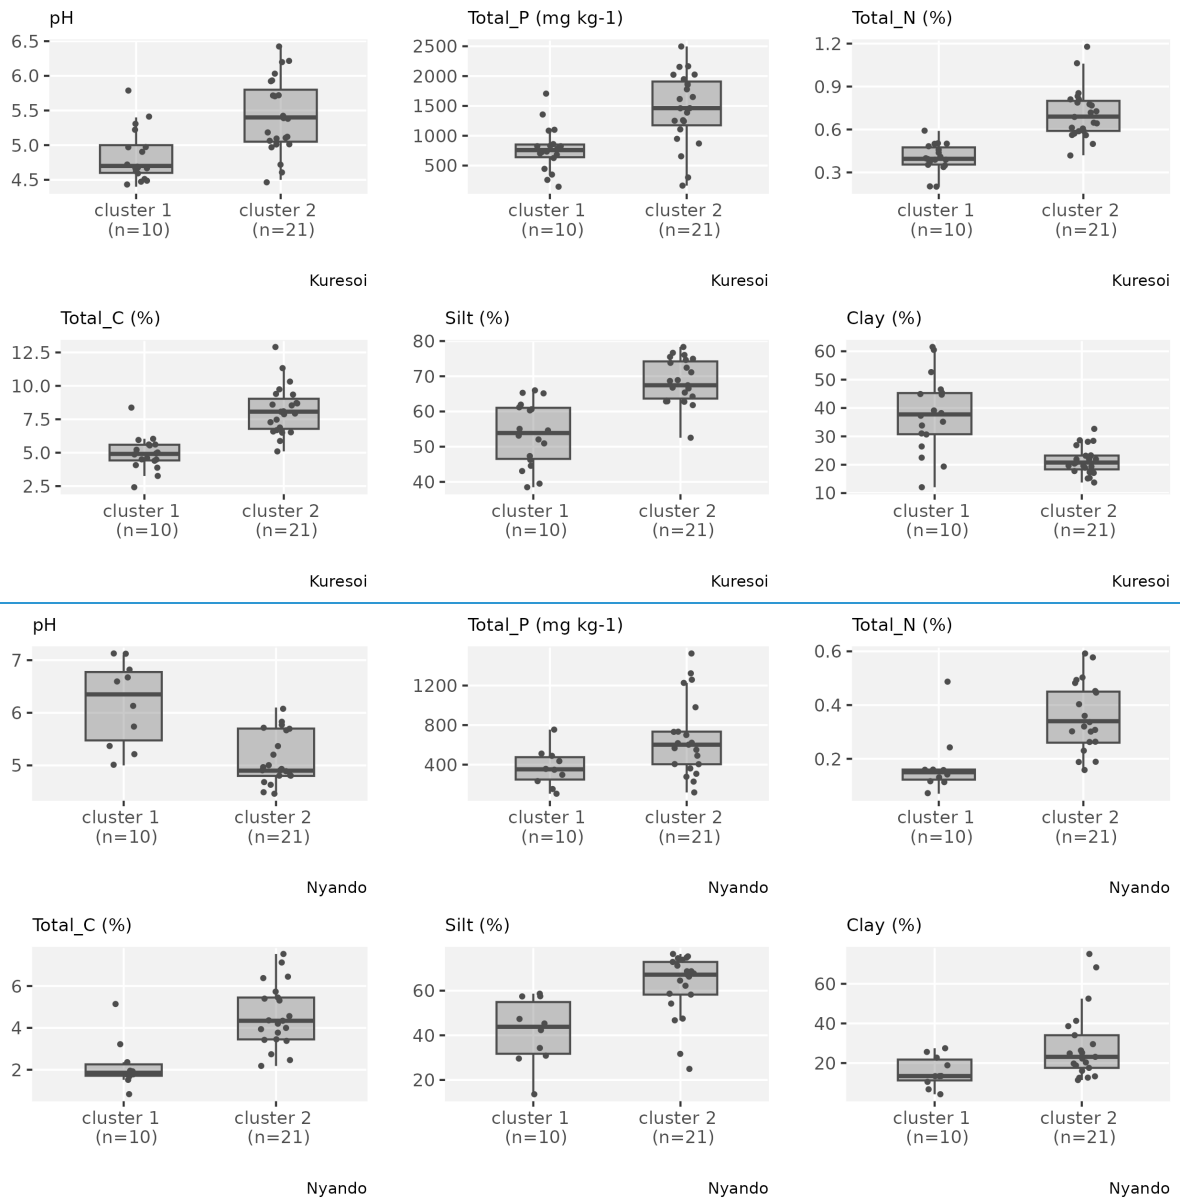 pH
6.5
6.0
5.5
5.0
4.5
cluster 1
(n=10)
cluster 2
(n=21)
Kuresoi
Total_P (mg kg-1)
2500
2000
1500
1000
500
cluster 1
(n=10)
cluster 2
(n=21)
Kuresoi
Total_N (%)
1.2
0.9
0.6
0.3
cluster 1
(n=10)
cluster 2
(n=21)
Kuresoi
Total_C (%)
12.5
10.0
7.5
5.0
2.5
cluster 1
(n=10)
cluster 2
(n=21)
Kuresoi
Silt (%)
80
70
60
50
40
cluster 1
(n=10)
cluster 2
(n=21)
Kuresoi
Clay (%)
60
50
40
30
20
10
cluster 1
(n=10)
cluster 2
(n=21)
Kuresoi
pH
7
6
5
cluster 1
(n=10)
cluster 2
(n=21)
Nyando
Total_P (mg kg-1)
1200
800
400
cluster 1
(n=10)
cluster 2
(n=21)
Nyando
Total_N (%)
0.6
0.4
0.2
cluster 1
(n=10)
cluster 2
(n=21)
Nyando
Total_C (%)
6
4
2
cluster 1
(n=10)
cluster 2
(n=21)
Nyando
Silt (%)
60
40
20
cluster 1
(n=10)
cluster 2
(n=21)
Nyando
Clay (%)
60
40
20
cluster 1
(n=10)
cluster 2
(n=21)
Nyando